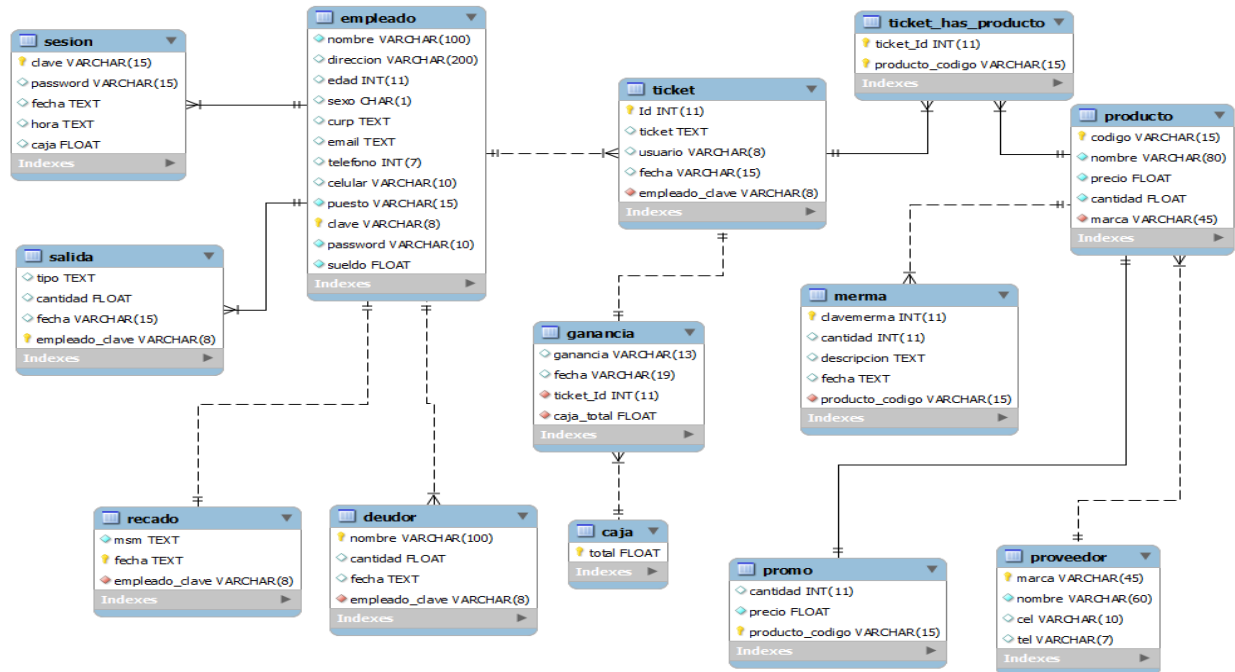 sesion
clave VARCHAR(15)
password VARCHAR(15)
fecha TEXT
hora TEXT
caja FLOAT
Indexes
empleado
nombre VARCHAR(100)
direccion VARCHAR(200)
edad INT(11)
sexo CHAR(1)
curp TEXT
email TEXT
telefono INT(7)
celular VARCHAR(10)
puesto VARCHAR(15)
clave VARCHAR(8)
password VARCHAR(10)
sueldo FLOAT
Indexes
ticket
Id INT(11)
ticket TEXT
usuario VARCHAR(8)
fecha VARCHAR(15)
empleado_clave VARCHAR(8)
Indexes
ticket_has_producto
ticket_Id INT(11)
producto_codigo VARCHAR(15)
Indexes
producto
codigo VARCHAR(15)
nombre VARCHAR(80)
precio FLOAT
cantidad FLOAT
marca VARCHAR(45)
Indexes
salida
tipo TEXT
cantidad FLOAT
fecha VARCHAR(15)
empleado_clave VARCHAR(8)
Indexes
ganancia
ganancia VARCHAR(13)
fecha VARCHAR(19)
ticket_Id INT(11)
caja_total FLOAT
Indexes
merma
clavemerma INT(11)
cantidad INT(11)
descripcion TEXT
fecha TEXT
producto_codigo VARCHAR(15)
Indexes
recado
msm TEXT
fecha TEXT
empleado_clave VARCHAR(8)
Indexes
deudor
nombre VARCHAR(100)
cantidad FLOAT
fecha TEXT
empleado_clave VARCHAR(8)
Indexes
caja
total FLOAT
Indexes
promo
cantidad INT(11)
precio FLOAT
producto_codigo VARCHAR(15)
Indexes
proveedor
marca VARCHAR(45)
nombre VARCHAR(60)
cel VARCHAR(10)
tel VARCHAR(7)
Indexes